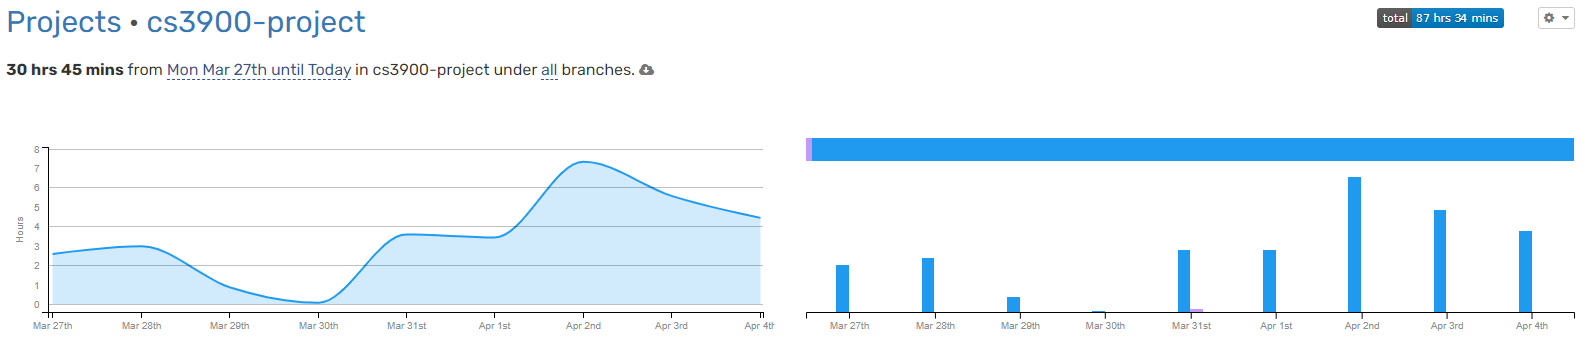 Projects • cs3900-project
total 87 hrs 34 mins
30 hrs 45 mins from Mon Mar 27th until Today in cs3900-project under all branches.
Hours
8
7
6
5
4
3
2
1
0
Mar 27th Mar 28th Mar 29th Mar 30th Mar 31st Apr 1st Apr 2nd Apr 3rd Apr 4th
Mar 27th Mar 28th Mar 29th Mar 30th Mar 31st Apr 1st Apr 2nd Apr 3rd Apr 4th